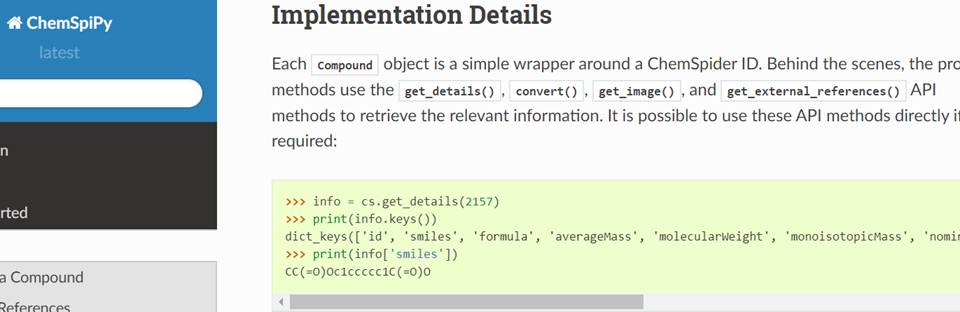 ChemSpiPy
latest
n
rted
a Compound
References
Implementation Details
Each Compound object is a simple wrapper around a ChemSpider ID. Behind the scenes, the pro
methods use the get_details(), convert(), get_image(), and get_external_references() API
methods to retrieve the relevant information. It is possible to use these API methods directly if
required:
>>> info = cs.get_details(2157)
>>> print(info.keys())
dict_keys(['id', 'smiles', 'formula', 'averageMass', 'molecularWeight', 'monoisotopicMass', 'nomin
>>> print(info['smiles'])
CC(=O)Oc1ccccc1C(=O)O